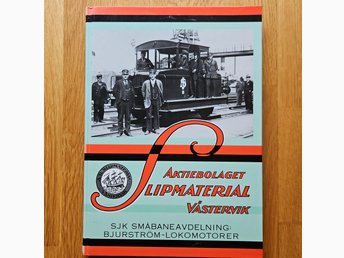 AKTIEBOLAGET
SLIPMATERIAL
VÄSTERVIK
SJK SMÅBANEAVDELNING:
BJURSTRÖM-LOKOMOTORER